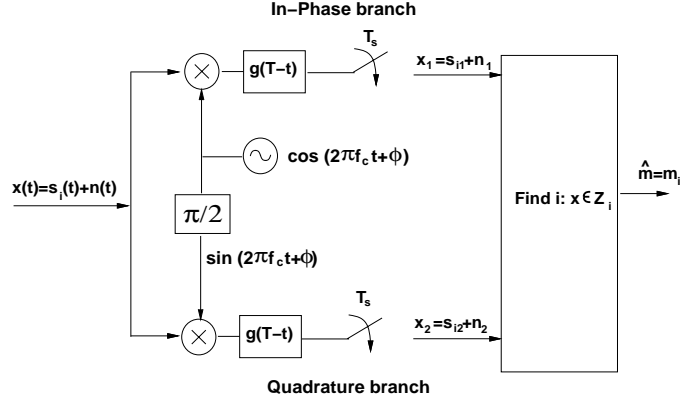 In-Phase branch
g(T-t)
T_s
x_1=s_i1+n_1
cos (2πf_c t+ϕ)
x(t)=s_i(t)+n(t)
π/2
sin (2πf_c t+ϕ)
Find i: x ∈ Z_i
m̂=m_i
g(T-t)
T_s
x_2=s_i2+n_2
Quadrature branch